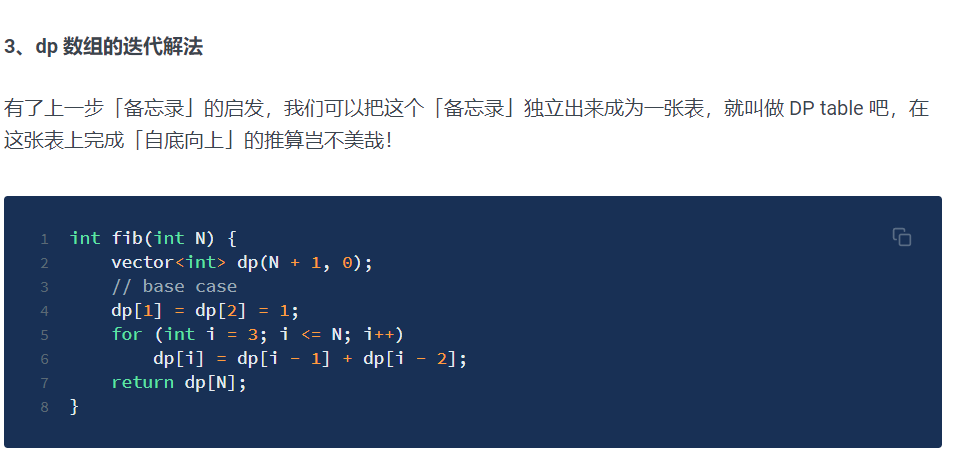 3、dp 数组的迭代解法
有了上一步「备忘录」的启发，我们可以把这个「备忘录」独立出来成为一张表，就叫做 DP table 吧，在
这张表上完成「自底向上」的推算岂不美哉！
1 int fib(int N) {
2     vector<int> dp(N + 1, 0);
3     // base case
4     dp[1] = dp[2] = 1;
5     for (int i = 3; i <= N; i++)
6         dp[i] = dp[i - 1] + dp[i - 2];
7     return dp[N];
8 }